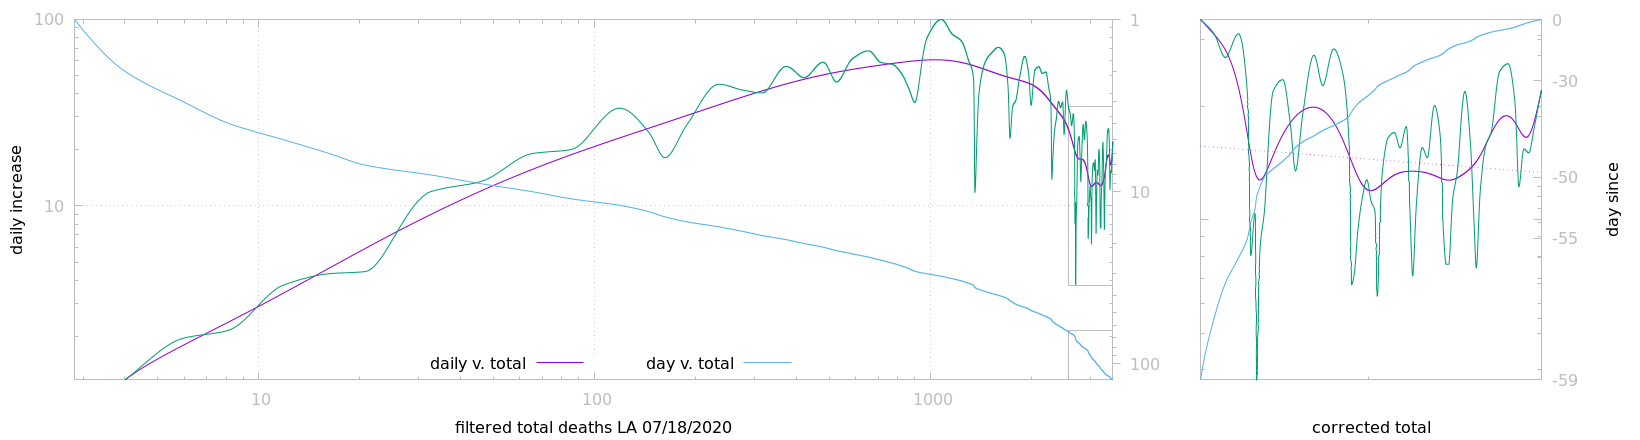 100
10
daily increase
10
100
1000
filtered total deaths LA 07/18/2020
daily v. total
day v. total
1
10
100
0
-30
-50
-55
-59
day since
corrected total